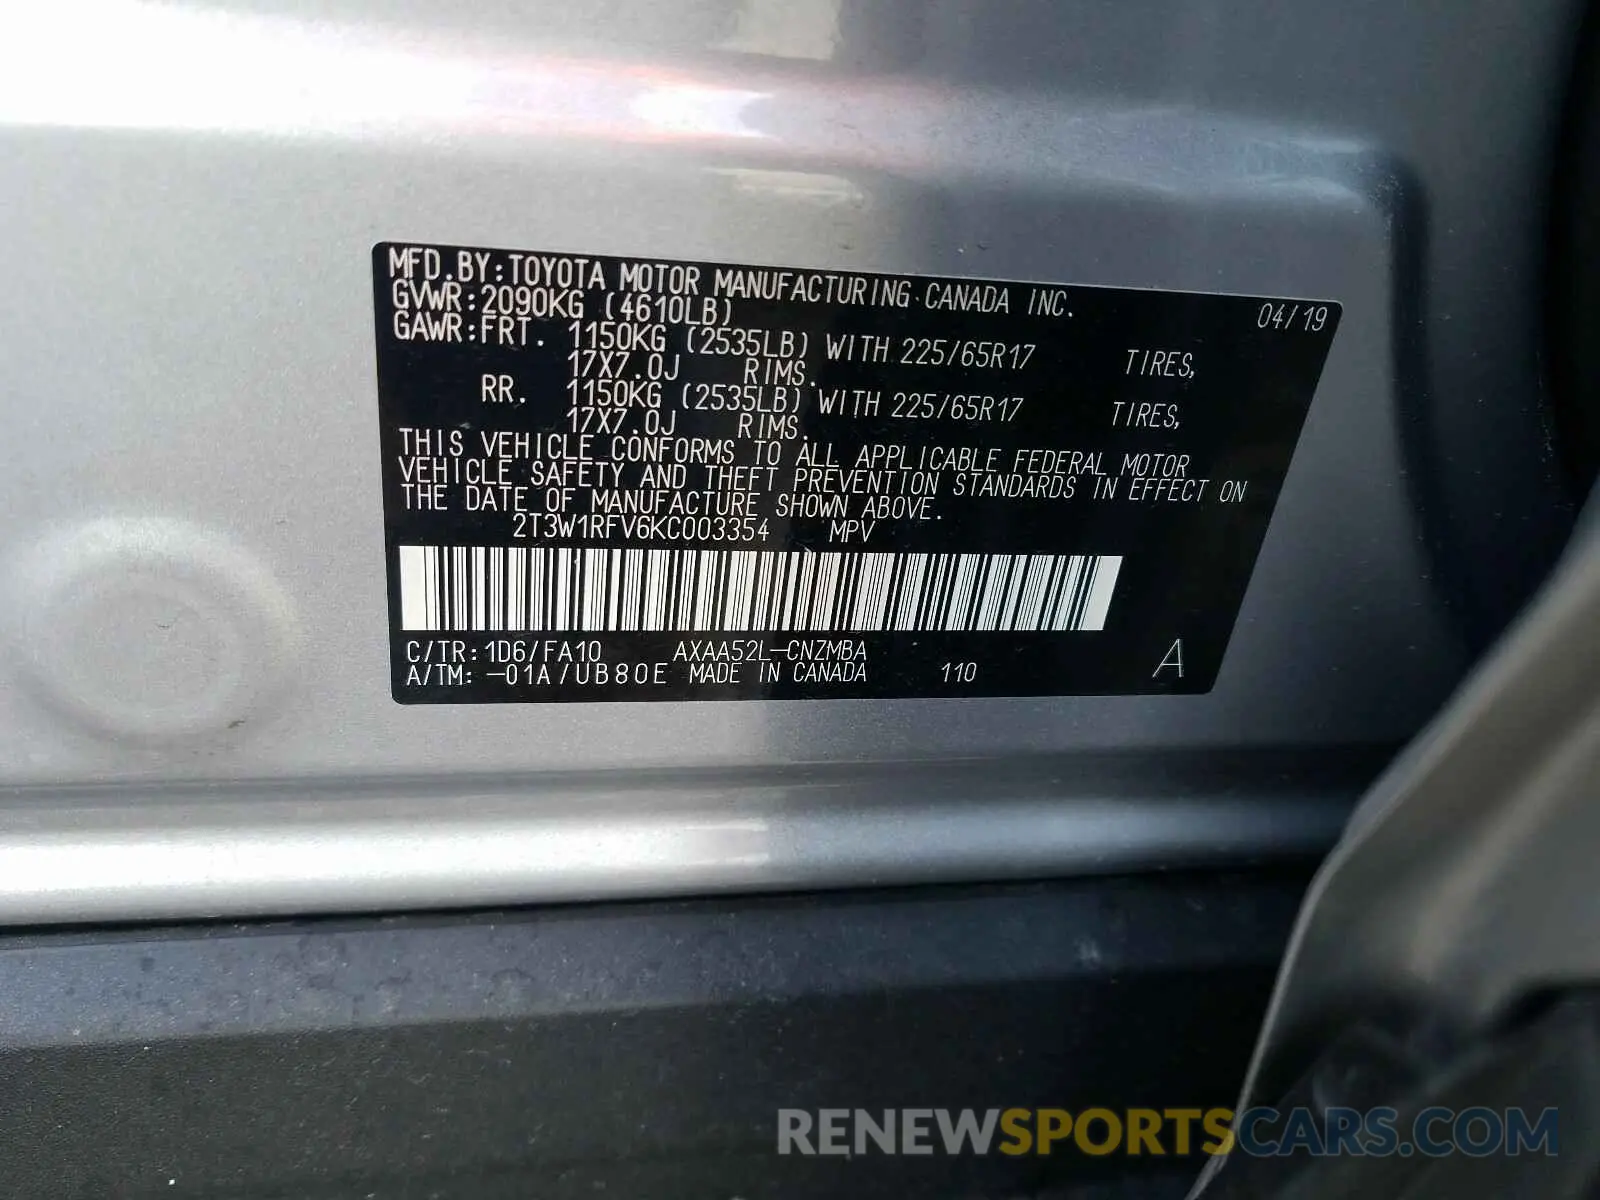 MFD.BY:TOYOTA MOTOR MANUFACTURING CANADA INC. 04/19
GVWR:2090KG (4610LB)
GAWR:FRT. 1150KG (2535LB) WITH 225/65R17 TIRES,
17X7.0J RIMS.
RR. 1150KG (2535LB) WITH 225/65R17 TIRES,
17X7.0J RIMS.
THIS VEHICLE CONFORMS TO ALL APPLICABLE FEDERAL MOTOR
VEHICLE SAFETY AND THEFT PREVENTION STANDARDS IN EFFECT ON
THE DATE OF MANUFACTURE SHOWN ABOVE.
2T3W1RFV6KC003354 MPV
C/TR:1D6/FA10 AXAA52L-CNZMBA
A/TM:-01A/UB80E MADE IN CANADA 110 A
RENEWSPORTSCARS.COM